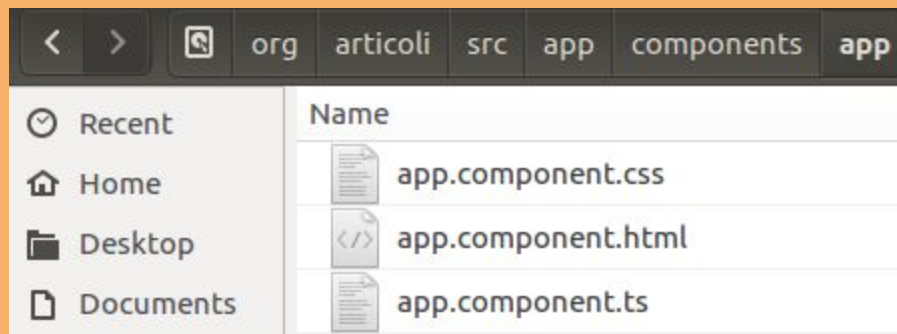 org articoli src app components app
Name
Recent
app.component.css
Home
app.component.html
Desktop
app.component.ts
Documents